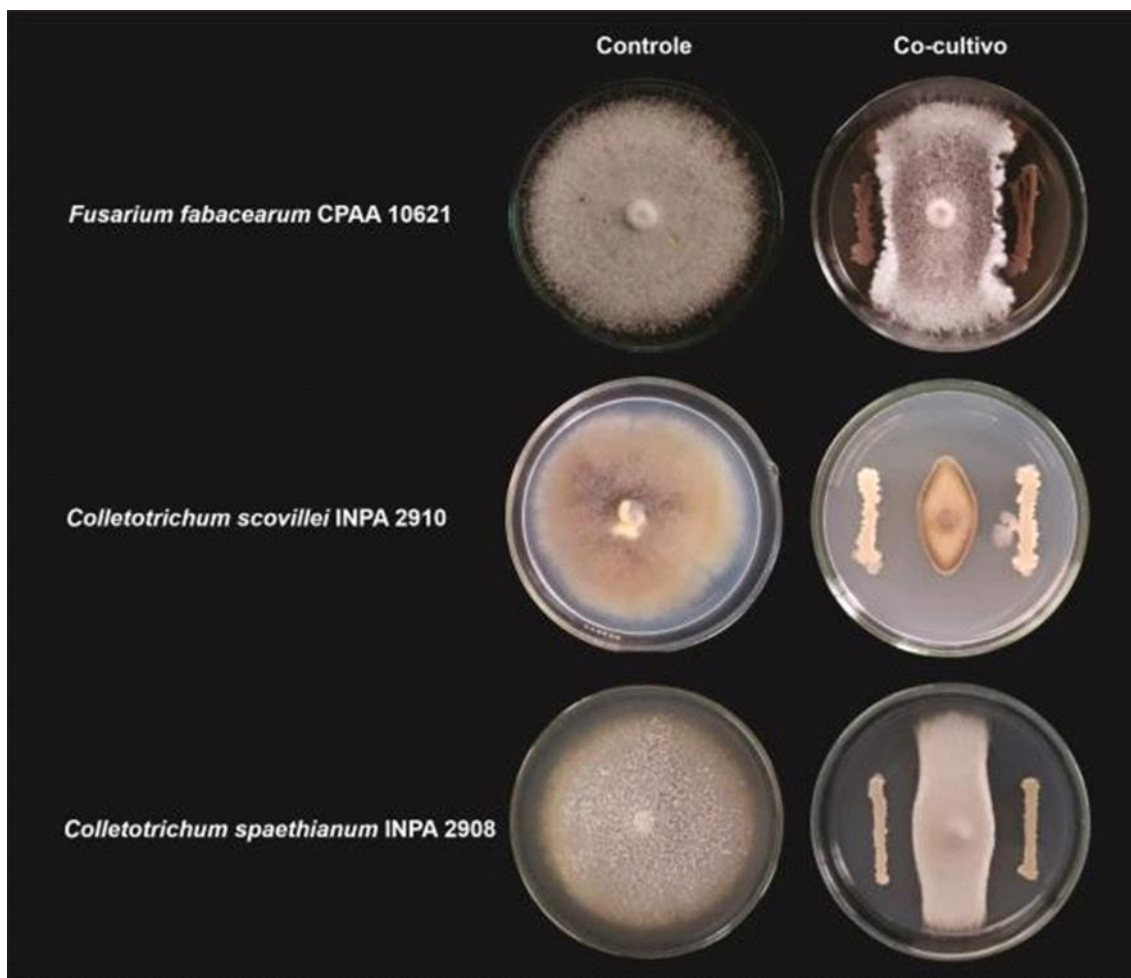 Controle
Co-cultivo
Fusarium fabacearum CPAA 10621
Colletotrichum scovillei INPA 2910
Colletotrichum spaethianum INPA 2908